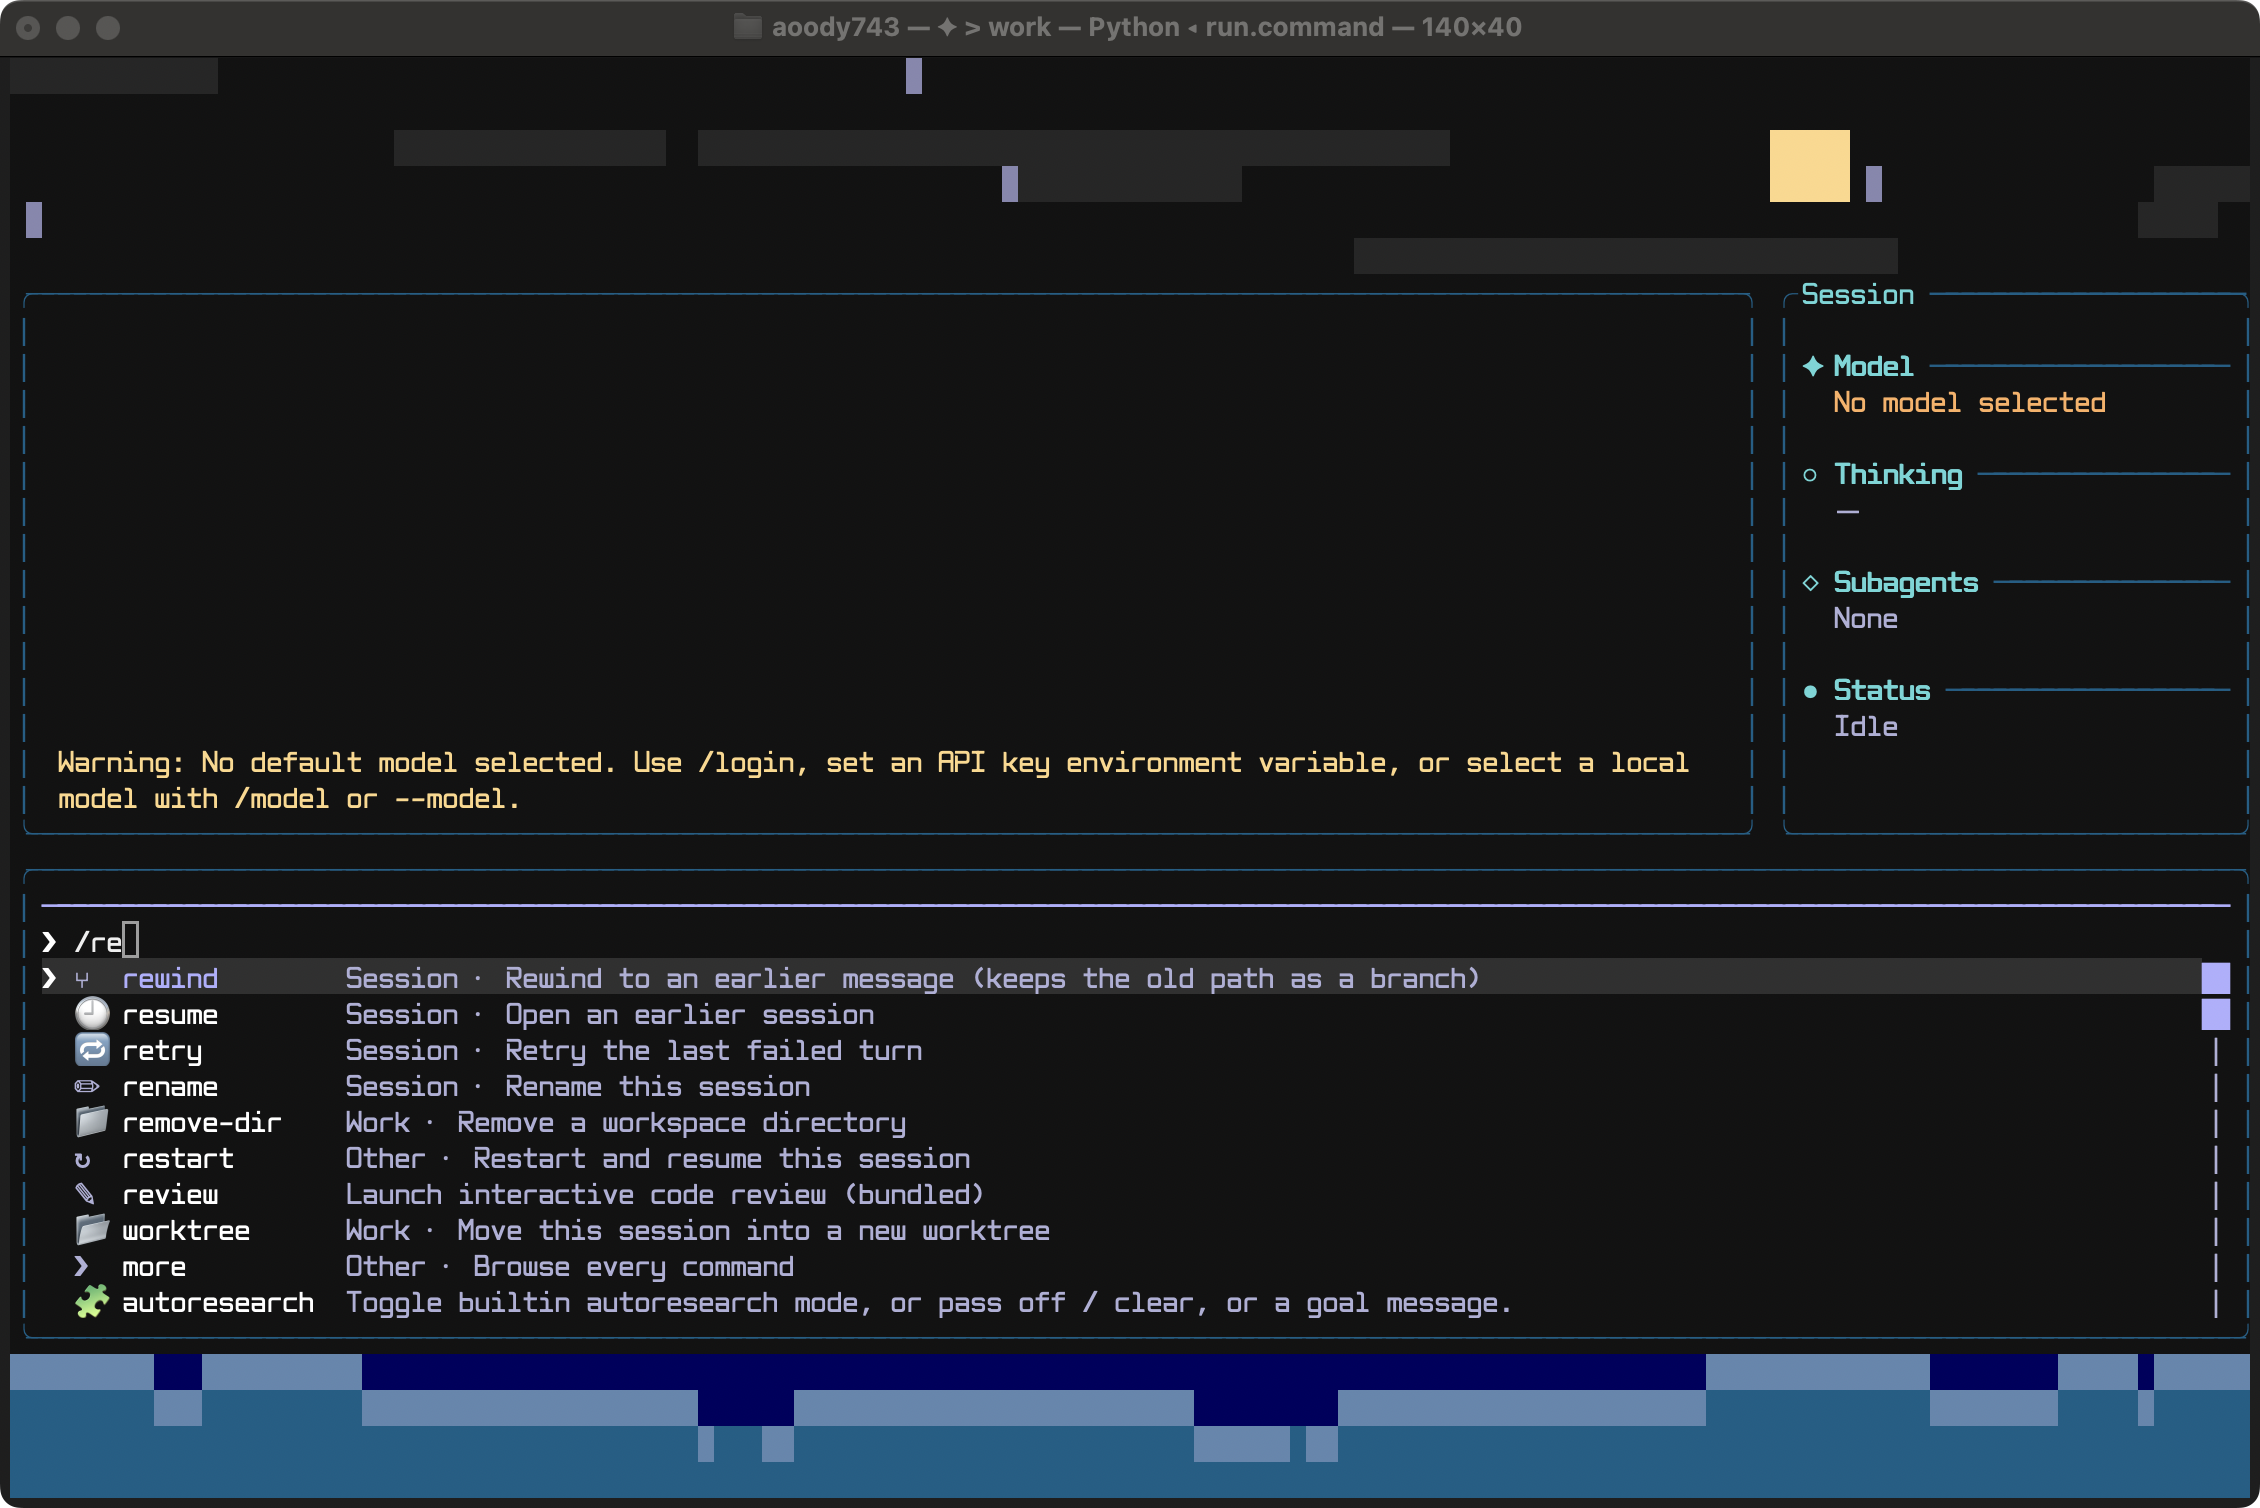 aoody743 — ✦ > work — Python ◂ run.command — 140×40
Session
✦ Model
No model selected
○ Thinking
—
◇ Subagents
None
● Status
Idle
Warning: No default model selected. Use /login, set an API key environment variable, or select a local
model with /model or --model.
❯ /re
❯ ⑂ rewind Session · Rewind to an earlier message (keeps the old path as a branch)
🕘 resume Session · Open an earlier session
🔁 retry Session · Retry the last failed turn
✏ rename Session · Rename this session
📁 remove-dir Work · Remove a workspace directory
↻ restart Other · Restart and resume this session
✎ review Launch interactive code review (bundled)
📂 worktree Work · Move this session into a new worktree
❯ more Other · Browse every command
🧩 autoresearch Toggle builtin autoresearch mode, or pass off / clear, or a goal message.